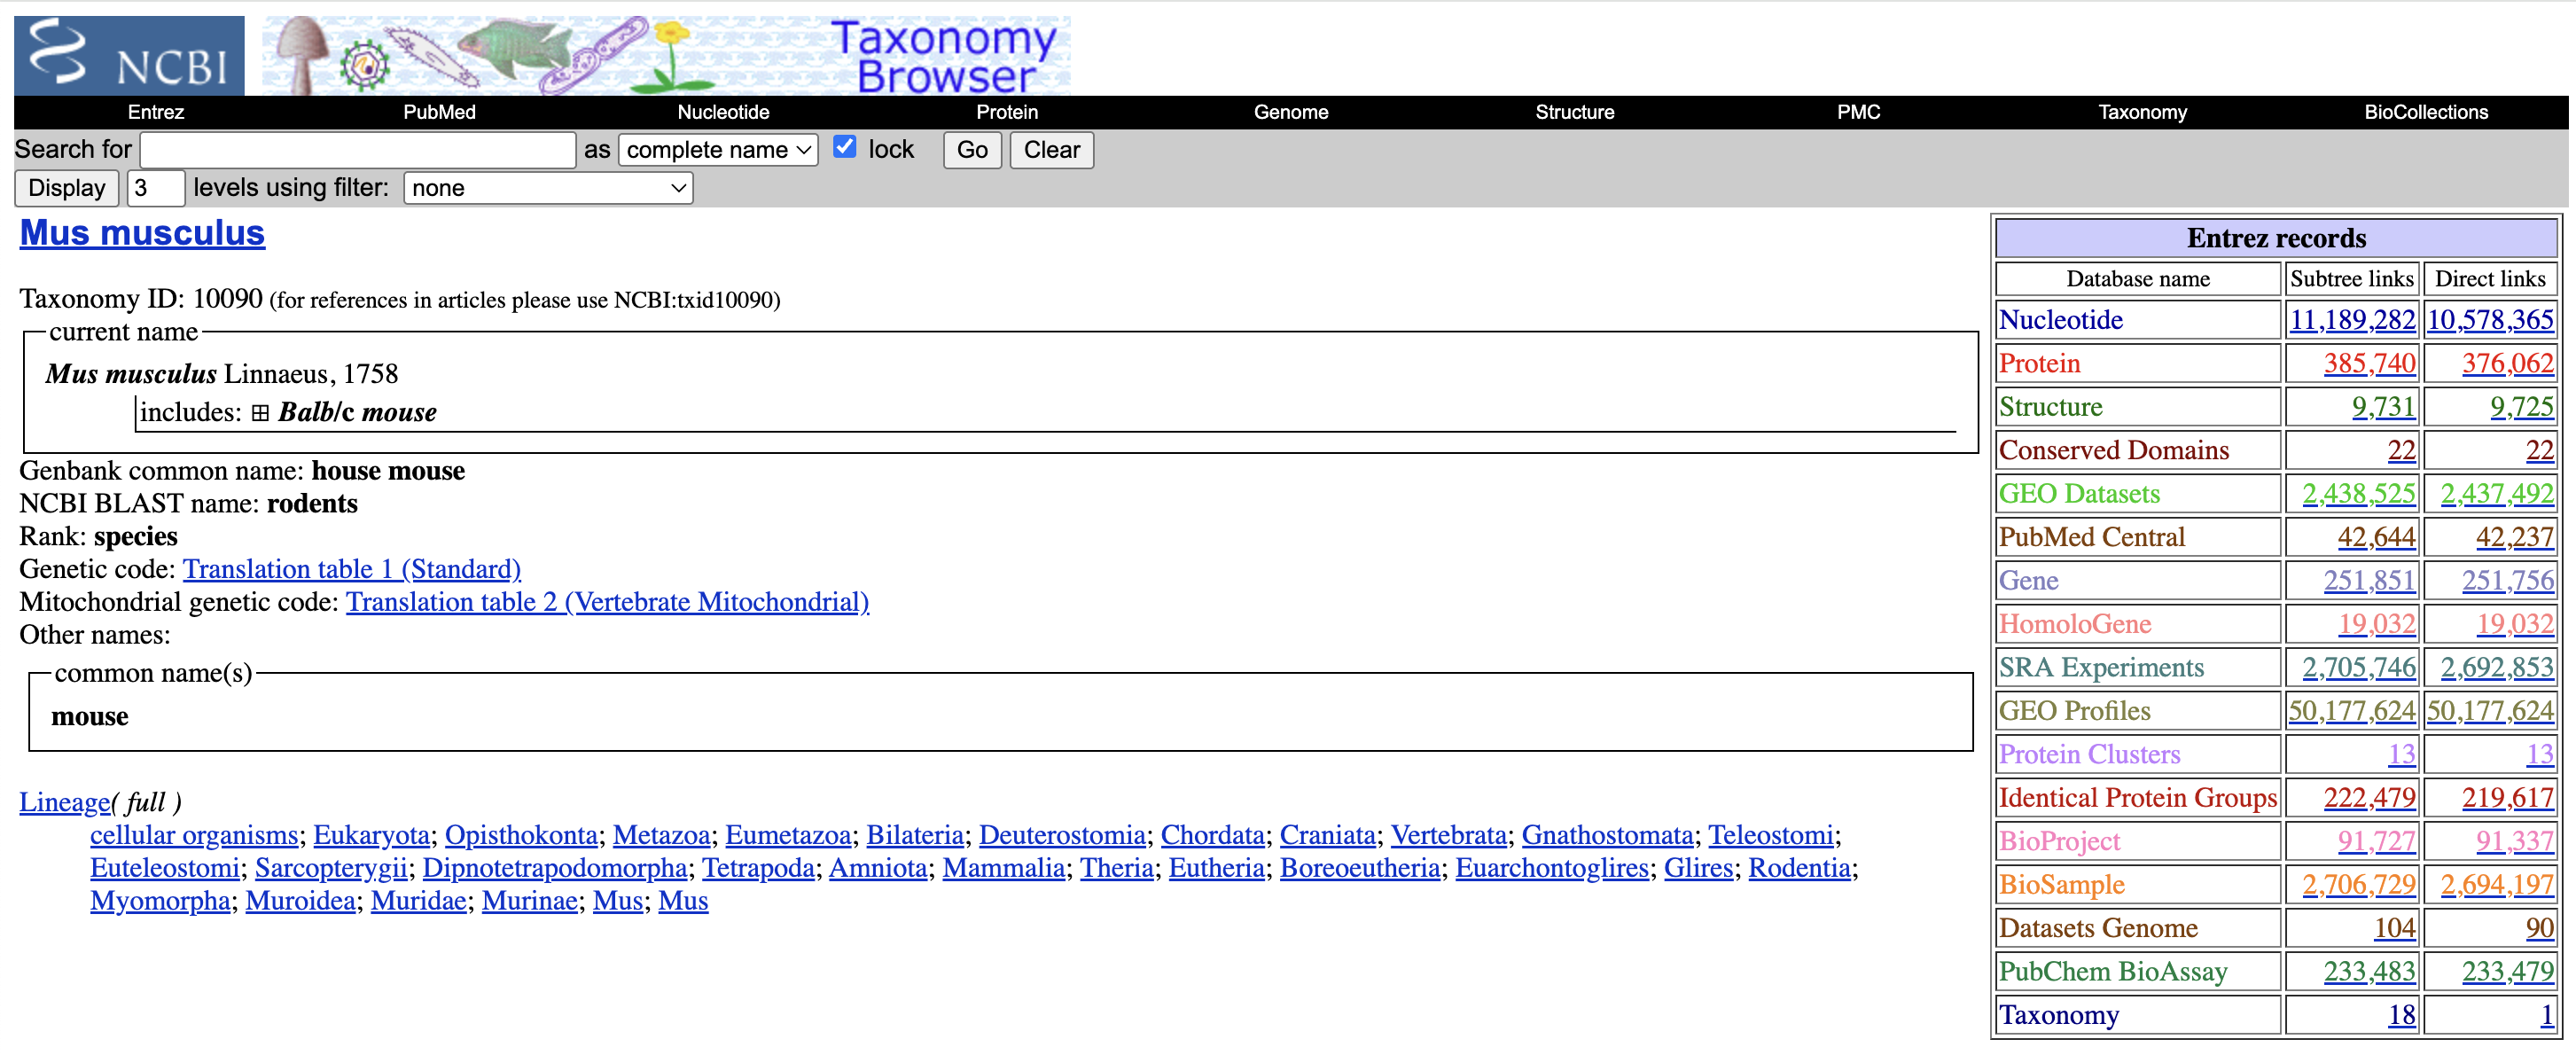 NCBI
Taxonomy
Browser
Entrez PubMed Nucleotide Protein Genome Structure PMC Taxonomy BioCollections
Search for as complete name lock Go Clear
Display 3 levels using filter: none
Mus musculus
Taxonomy ID: 10090 (for references in articles please use NCBI:txid10090)
current name
Mus musculus Linnaeus, 1758
includes: Balb/c mouse
Genbank common name: house mouse
NCBI BLAST name: rodents
Rank: species
Genetic code: Translation table 1 (Standard)
Mitochondrial genetic code: Translation table 2 (Vertebrate Mitochondrial)
Other names:
common name(s)
mouse
Lineage( full )
cellular organisms; Eukaryota; Opisthokonta; Metazoa; Eumetazoa; Bilateria; Deuterostomia; Chordata; Craniata; Vertebrata; Gnathostomata; Teleostomi;
Euteleostomi; Sarcopterygii; Dipnotetrapodomorpha; Tetrapoda; Amniota; Mammalia; Theria; Eutheria; Boreoeutheria; Euarchontoglires; Glires; Rodentia;
Myomorpha; Muroidea; Muridae; Murinae; Mus; Mus
Entrez records
Database name Subtree links Direct links
Nucleotide 11,189,282 10,578,365
Protein 385,740 376,062
Structure 9,731 9,725
Conserved Domains 22 22
GEO Datasets 2,438,525 2,437,492
PubMed Central 42,644 42,237
Gene 251,851 251,756
HomoloGene 19,032 19,032
SRA Experiments 2,705,746 2,692,853
GEO Profiles 50,177,624 50,177,624
Protein Clusters 13 13
Identical Protein Groups 222,479 219,617
BioProject 91,727 91,337
BioSample 2,706,729 2,694,197
Datasets Genome 104 90
PubChem BioAssay 233,483 233,479
Taxonomy 18 1